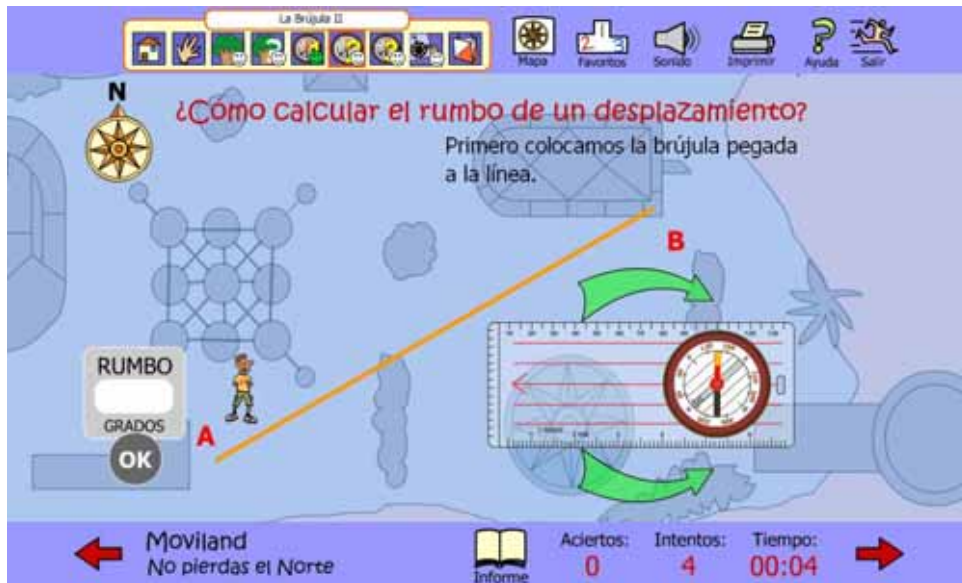 La Brújula II
Mapa
Favoritos
Sonido
Imprimir
Ayuda
Salir
N
¿Cómo calcular el rumbo de un desplazamiento?
Primero colocamos la brújula pegada
a la línea.
B
RUMBO
GRADOS
OK
A
Moviland
No pierdas el Norte
Informe
Aciertos:
0
Intentos:
4
Tiempo:
00:04